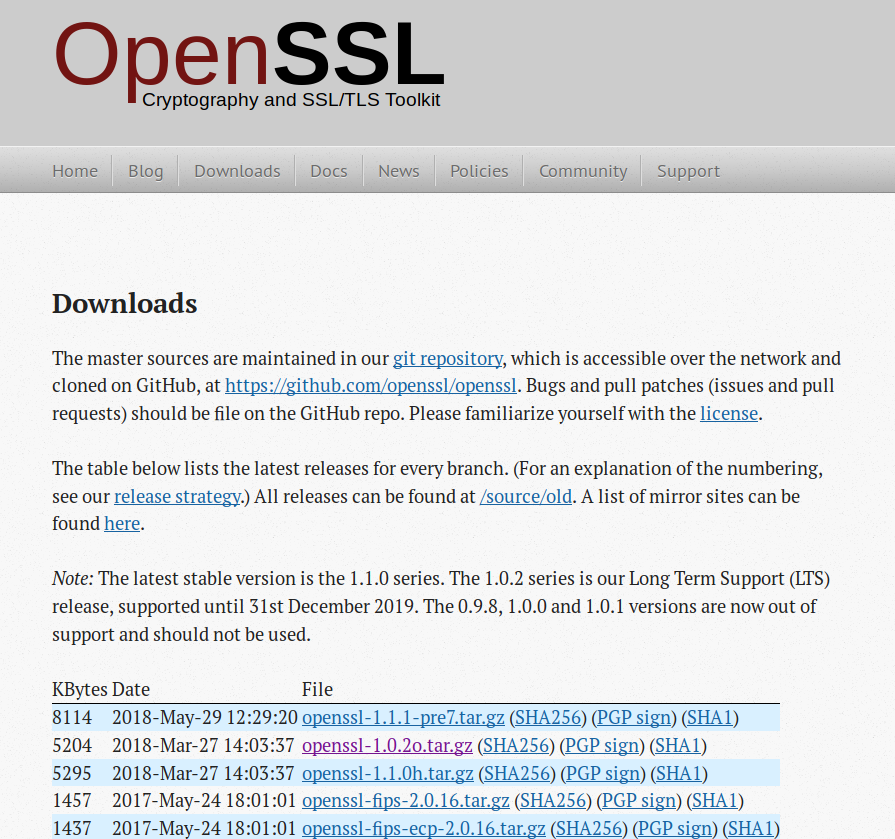 OpenSSL
Cryptography and SSL/TLS Toolkit
Home Blog Downloads Docs News Policies Community Support
Downloads
The master sources are maintained in our git repository, which is accessible over the network and
cloned on GitHub, at https://github.com/openssl/openssl. Bugs and pull patches (issues and pull
requests) should be file on the GitHub repo. Please familiarize yourself with the license.
The table below lists the latest releases for every branch. (For an explanation of the numbering,
see our release strategy.) All releases can be found at /source/old. A list of mirror sites can be
found here.
Note: The latest stable version is the 1.1.0 series. The 1.0.2 series is our Long Term Support (LTS)
release, supported until 31st December 2019. The 0.9.8, 1.0.0 and 1.0.1 versions are now out of
support and should not be used.
KBytes Date File
8114 2018-May-29 12:29:20 openssl-1.1.1-pre7.tar.gz (SHA256) (PGP sign) (SHA1)
5204 2018-Mar-27 14:03:37 openssl-1.0.2o.tar.gz (SHA256) (PGP sign) (SHA1)
5295 2018-Mar-27 14:03:37 openssl-1.1.0h.tar.gz (SHA256) (PGP sign) (SHA1)
1457 2017-May-24 18:01:01 openssl-fips-2.0.16.tar.gz (SHA256) (PGP sign) (SHA1)
1437 2017-May-24 18:01:01 openssl-fips-ecp-2.0.16.tar.gz (SHA256) (PGP sign) (SHA1)